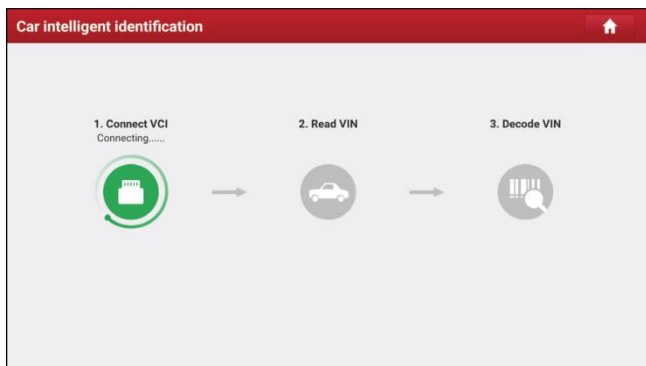 Car intelligent identification
1. Connect VCI
Connecting......
2. Read VIN
3. Decode VIN